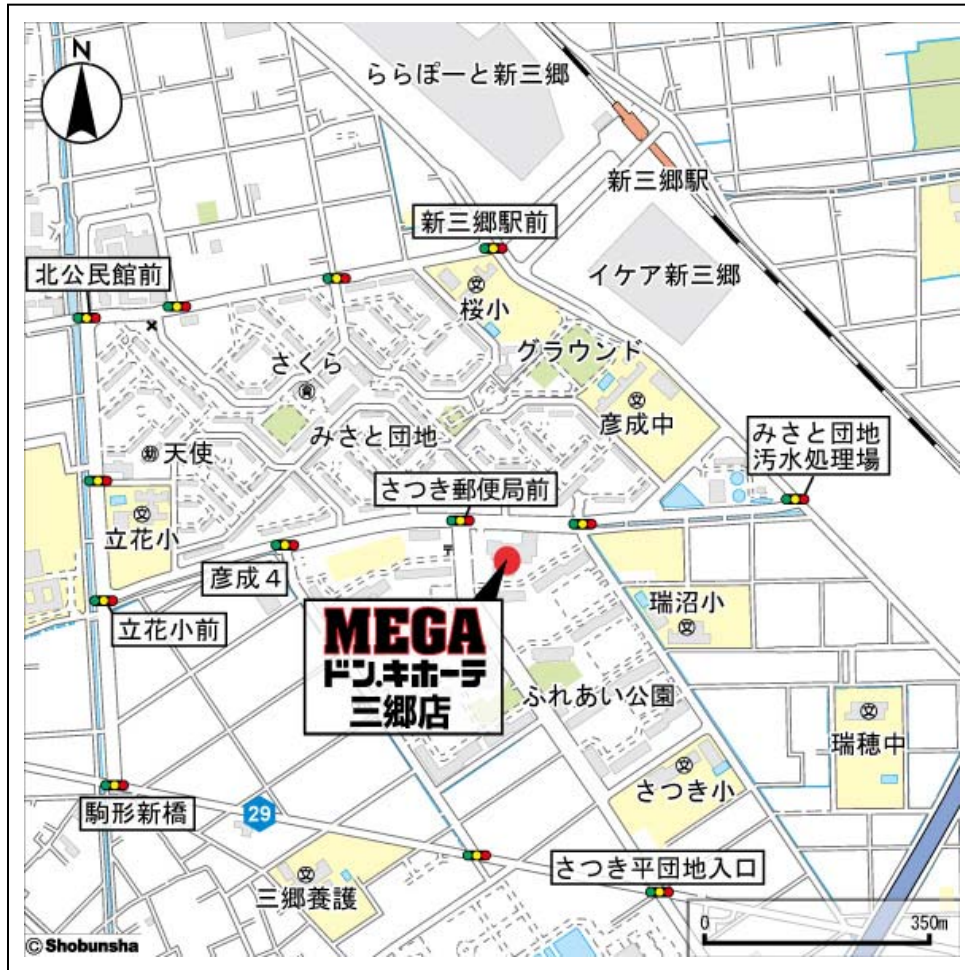 N
ららぽーと新三郷
新三郷駅
新三郷駅前
北公民館前
イケア新三郷
桜小
グラウンド
さくら
みさと団地
彦成中
みさと団地
汚水処理場
天使
さつき郵便局前
立花小
彦成4
立花小前
瑞沼小
MEGA
ドン.キホーテ
三郷店
ふれあい公園
瑞穂中
さつき小
駒形新橋
29
さつき平団地入口
三郷養護
0
350m
© Shobunsha